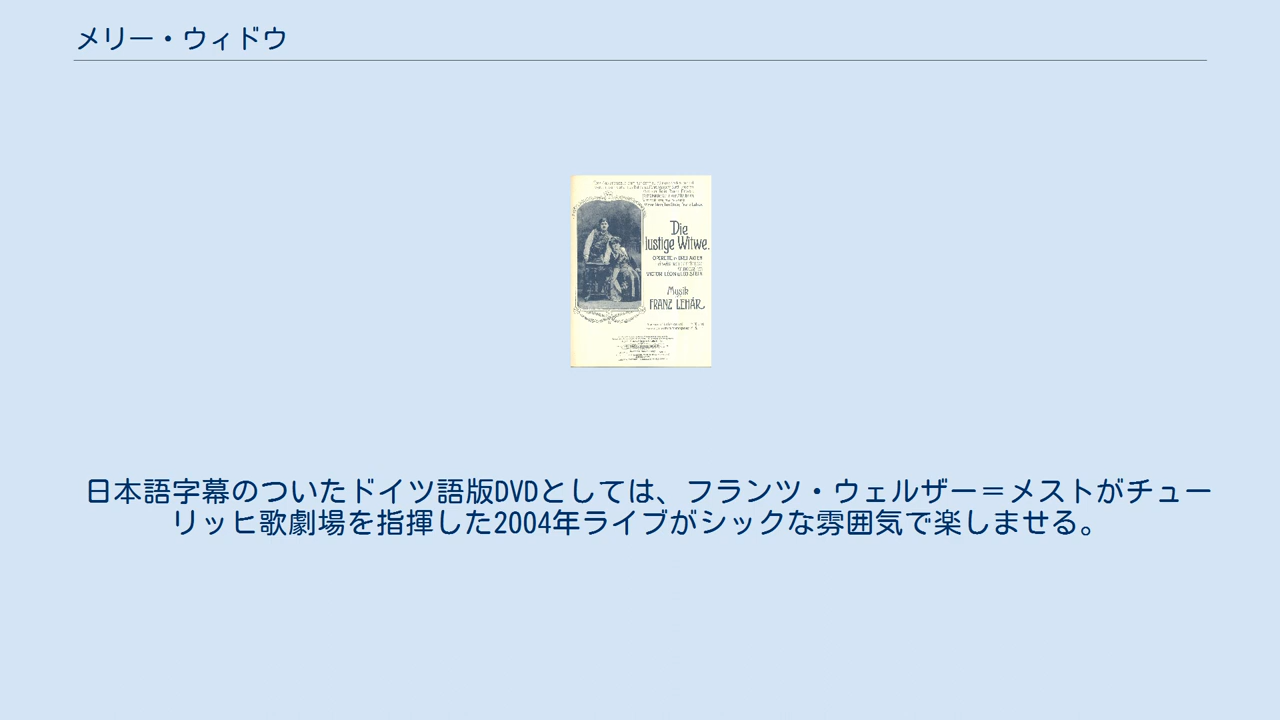 メリー・ウィドウ
Die
lustige Witwe.
VICTOR LÉON
Musik
FRANZ LEHÁR
日本語字幕のついたドイツ語版DVDとしては、フランツ・ウェルザー＝メストがチュー
リッヒ歌劇場を指揮した2004年ライブがシックな雰囲気で楽しませる。